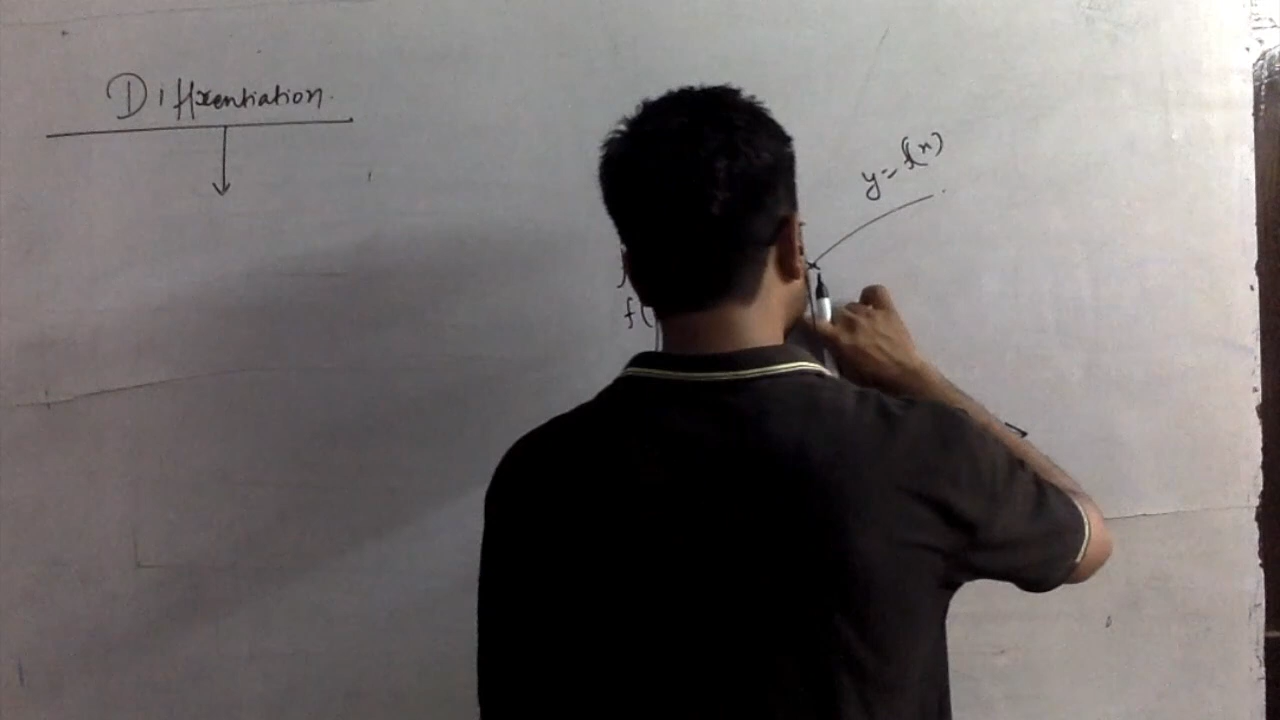 Differentiation.
y = f(x)
f(